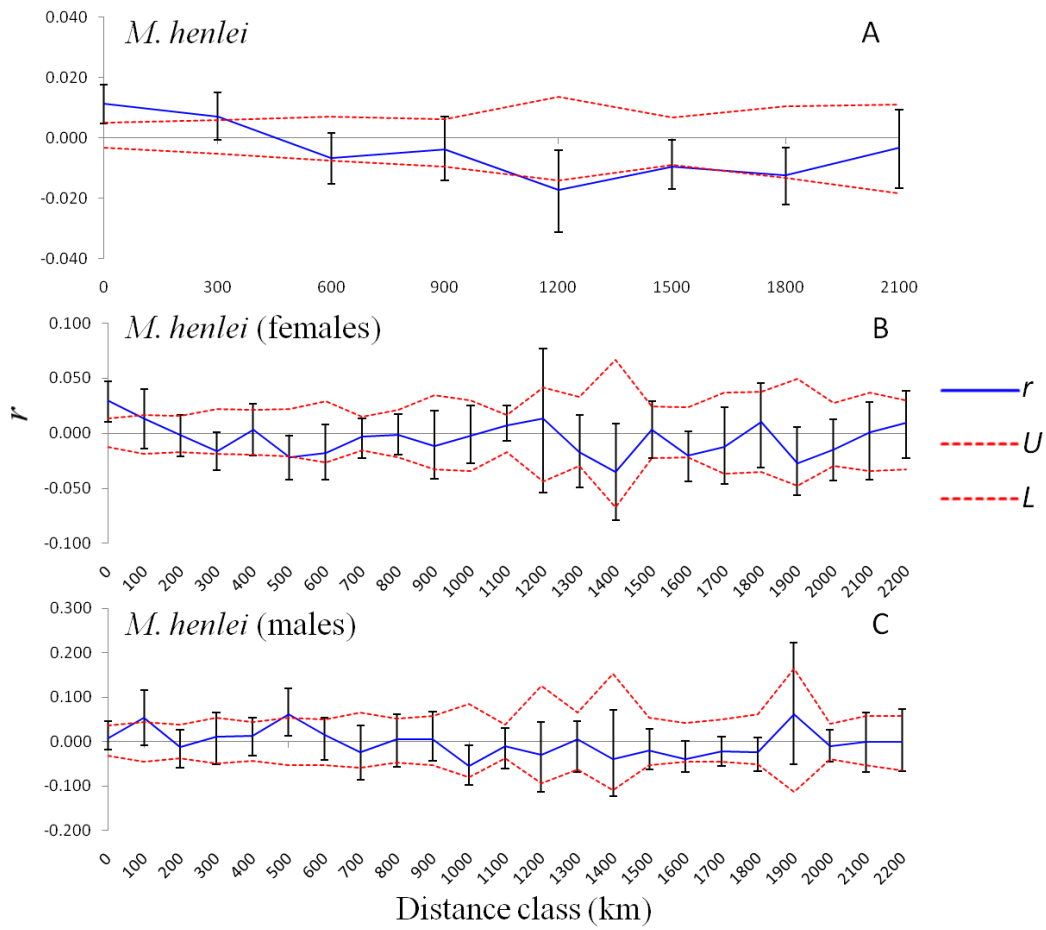 M. henlei
A
0.040
0.020
0.000
-0.020
-0.040
0 300 600 900 1200 1500 1800 2100
M. henlei (females)
B
0.100
0.050
0.000
-0.050
-0.100
0 100 200 300 400 500 600 700 800 900 1000 1100 1200 1300 1400 1500 1600 1700 1800 1900 2000 2100 2200
r
r
U
L
M. henlei (males)
C
0.300
0.200
0.100
0.000
-0.100
-0.200
0 100 200 300 400 500 600 700 800 900 1000 1100 1200 1300 1400 1500 1600 1700 1800 1900 2000 2100 2200
Distance class (km)